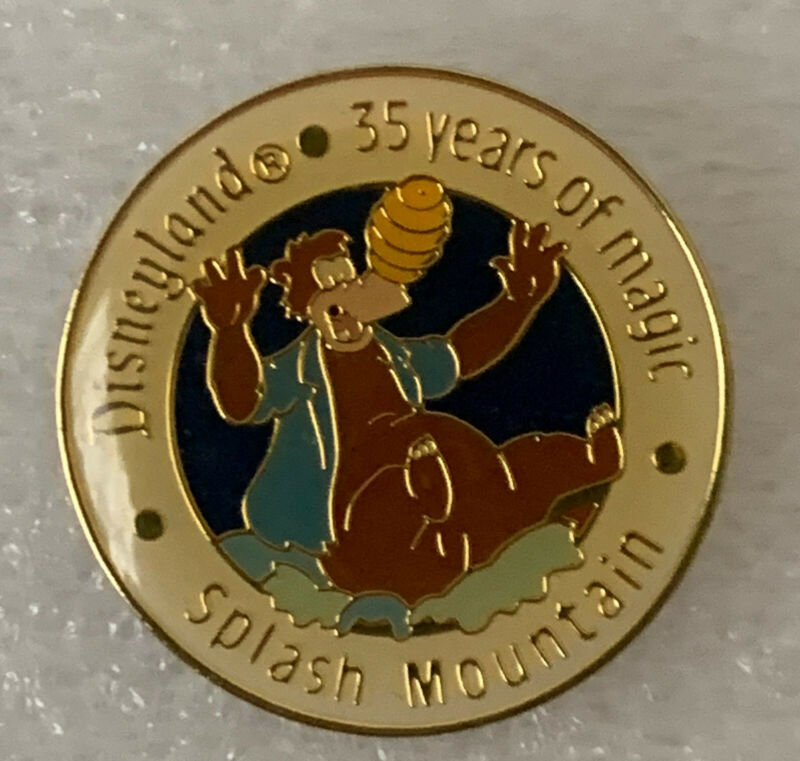 Disneyland® • 35 years of magic •
Splash Mountain •